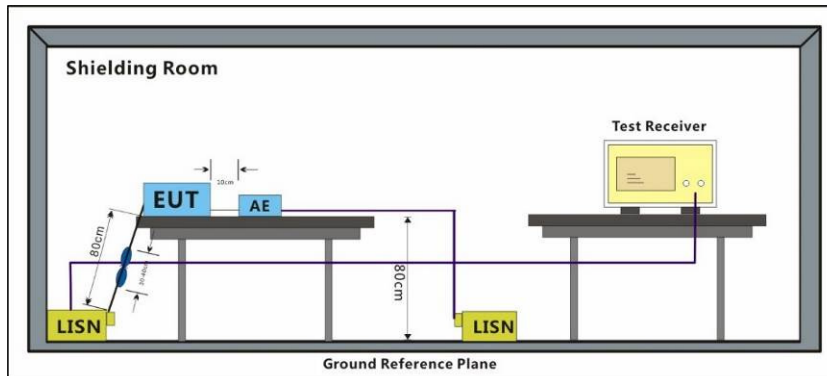 Shielding Room
Test Receiver
10cm
EUT
AE
80cm
80cm
LISN
LISN
Ground Reference Plane